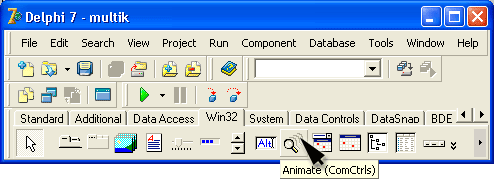 Delphi 7 - multik
File Edit Search View Project Run Component Database Tools Window Help
Standard Additional Data Access Win32 System Data Controls DataSnap BDE
Animate (ComCtrls)